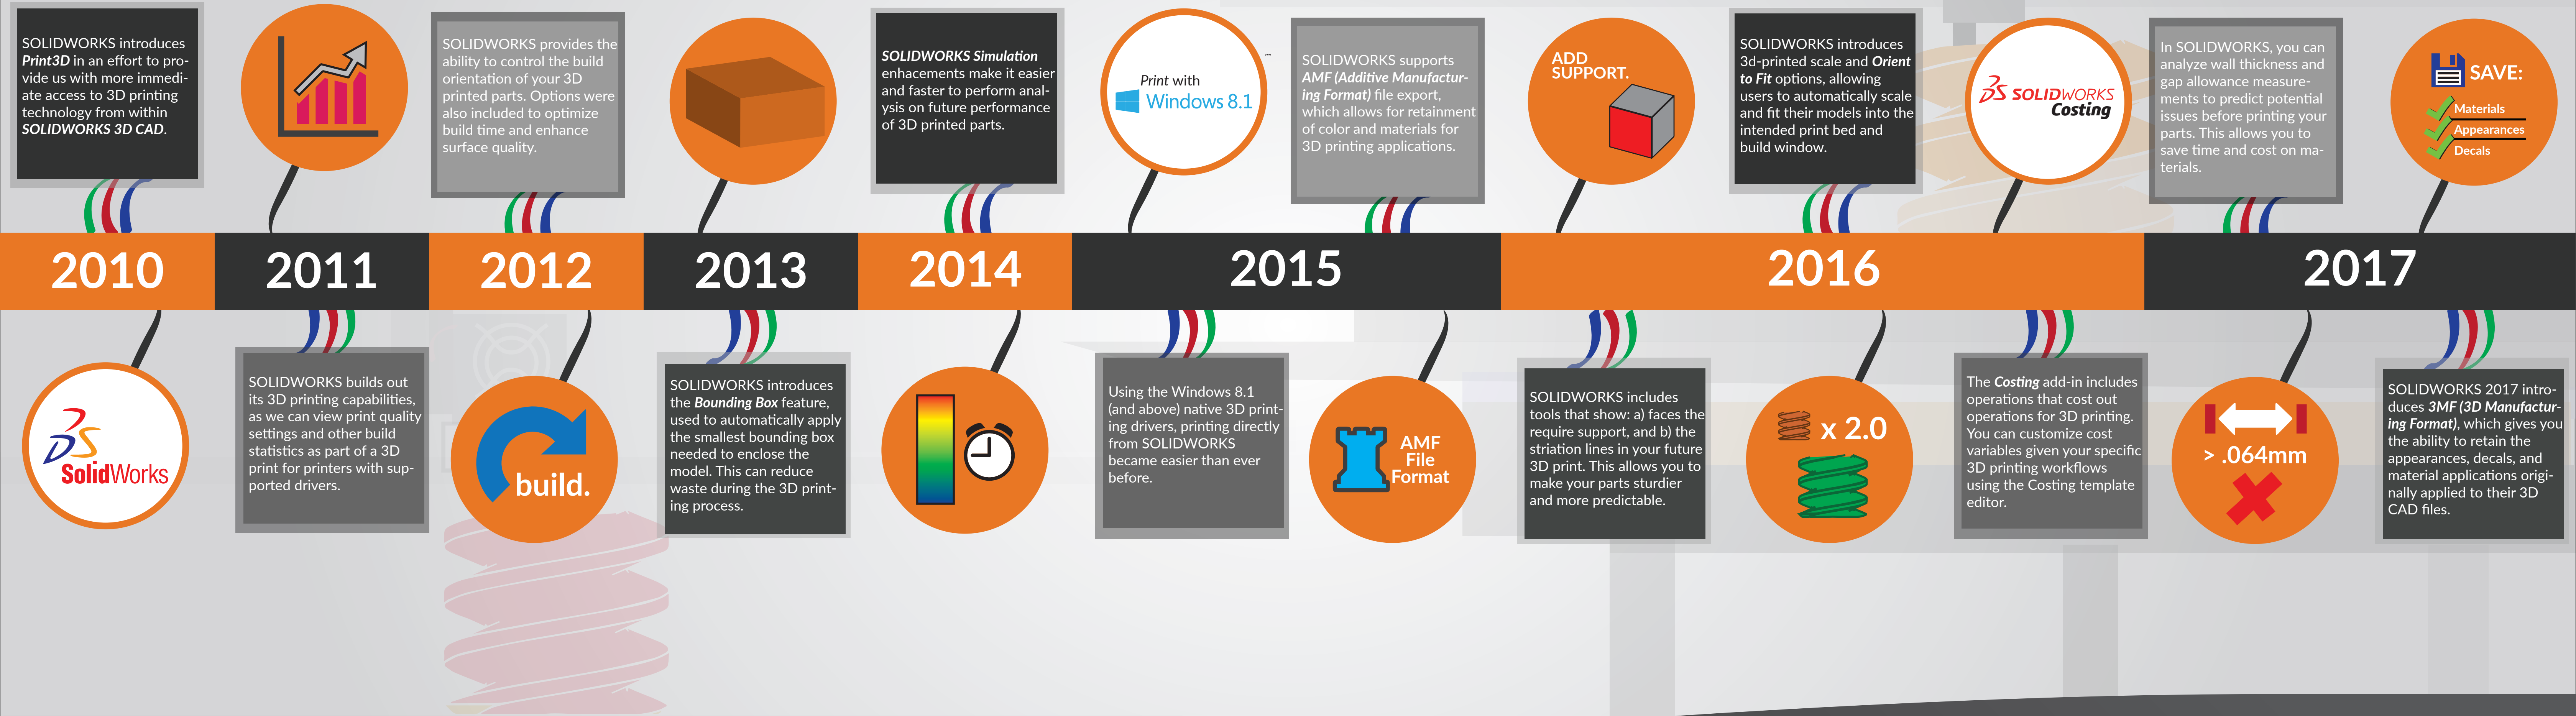 SOLIDWORKS introduces
Print3D in an effort to pro-
vide us with more immedi-
ate access to 3D printing
technology from within
SOLIDWORKS 3D CAD.
SOLIDWORKS provides the
ability to control the build
orientation of your 3D
printed parts. Options were
also included to optimize
build time and enhance
surface quality.
SOLIDWORKS Simulation
enhacements make it easier
and faster to perform anal-
ysis on future performance
of 3D printed parts.
Print with
Windows 8.1
SOLIDWORKS supports
AMF (Additive Manufactur-
ing Format) file export,
which allows for retainment
of color and materials for
3D printing applications.
ADD
SUPPORT.
SOLIDWORKS introduces
3d-printed scale and Orient
to Fit options, allowing
users to automatically scale
and fit their models into the
intended print bed and
build window.
SOLIDWORKS
Costing
In SOLIDWORKS, you can
analyze wall thickness and
gap allowance measure-
ments to predict potential
issues before printing your
parts. This allows you to
save time and cost on ma-
terials.
SAVE:
Materials
Appearances
Decals
2010
2011
2012
2013
2014
2015
2016
2017
SolidWorks
SOLIDWORKS builds out
its 3D printing capabilities,
as we can view print quality
settings and other build
statistics as part of a 3D
print for printers with sup-
ported drivers.
build.
SOLIDWORKS introduces
the Bounding Box feature,
used to automatically apply
the smallest bounding box
needed to enclose the
model. This can reduce
waste during the 3D print-
ing process.
Using the Windows 8.1
(and above) native 3D print-
ing drivers, printing directly
from SOLIDWORKS
became easier than ever
before.
AMF
File
Format
SOLIDWORKS includes
tools that show: a) faces the
require support, and b) the
striation lines in your future
3D print. This allows you to
make your parts sturdier
and more predictable.
x 2.0
The Costing add-in includes
operations that cost out
operations for 3D printing.
You can customize cost
variables given your specific
3D printing workflows
using the Costing template
editor.
> .064mm
SOLIDWORKS 2017 intro-
duces 3MF (3D Manufactur-
ing Format), which gives you
the ability to retain the
appearances, decals, and
material applications origi-
nally applied to their 3D
CAD files.